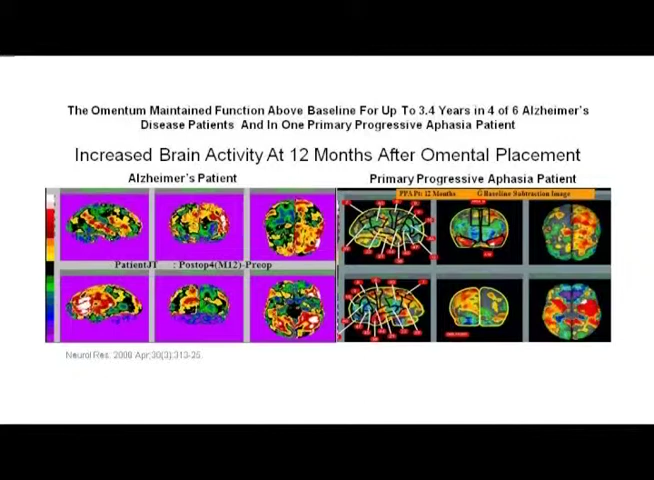 The Omentum Maintained Function Above Baseline For Up To 3.4 Years in 4 of 6 Alzheimer's
Disease Patients And In One Primary Progressive Aphasia Patient
Increased Brain Activity At 12 Months After Omental Placement
Alzheimer's Patient
Primary Progressive Aphasia Patient
PPA Pt: 12 Months G Baseline Subtraction Image
PatientJT : Postop4(M12)-Preop
Neurol Res. 2008 Apr;30(3):313-25.